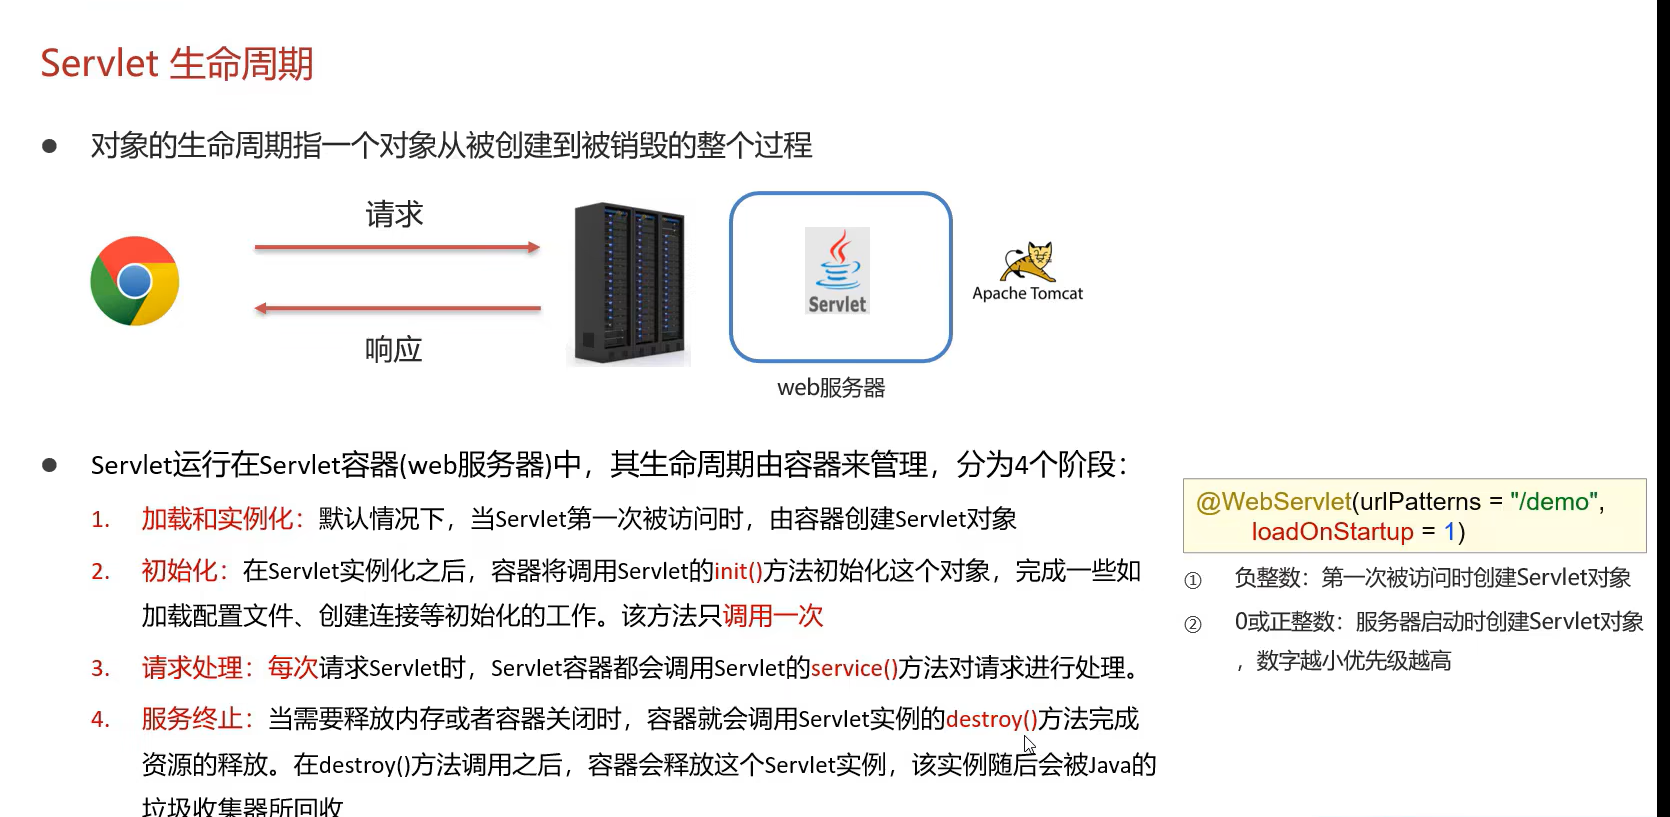 Servlet 生命周期
● 对象的生命周期指一个对象从被创建到被销毁的整个过程
请求
响应
Servlet
Apache Tomcat
web服务器
● Servlet运行在Servlet容器(web服务器)中，其生命周期由容器来管理，分为4个阶段：
1. 加载和实例化：默认情况下，当Servlet第一次被访问时，由容器创建Servlet对象
2. 初始化：在Servlet实例化之后，容器将调用Servlet的init()方法初始化这个对象，完成一些如
加载配置文件、创建连接等初始化的工作。该方法只调用一次
3. 请求处理：每次请求Servlet时，Servlet容器都会调用Servlet的service()方法对请求进行处理。
4. 服务终止：当需要释放内存或者容器关闭时，容器就会调用Servlet实例的destroy()方法完成
资源的释放。在destroy()方法调用之后，容器会释放这个Servlet实例，该实例随后会被Java的
垃圾收集器所回收
@WebServlet(urlPatterns = "/demo",
loadOnStartup = 1)
① 负整数：第一次被访问时创建Servlet对象
② 0或正整数：服务器启动时创建Servlet对象
，数字越小优先级越高